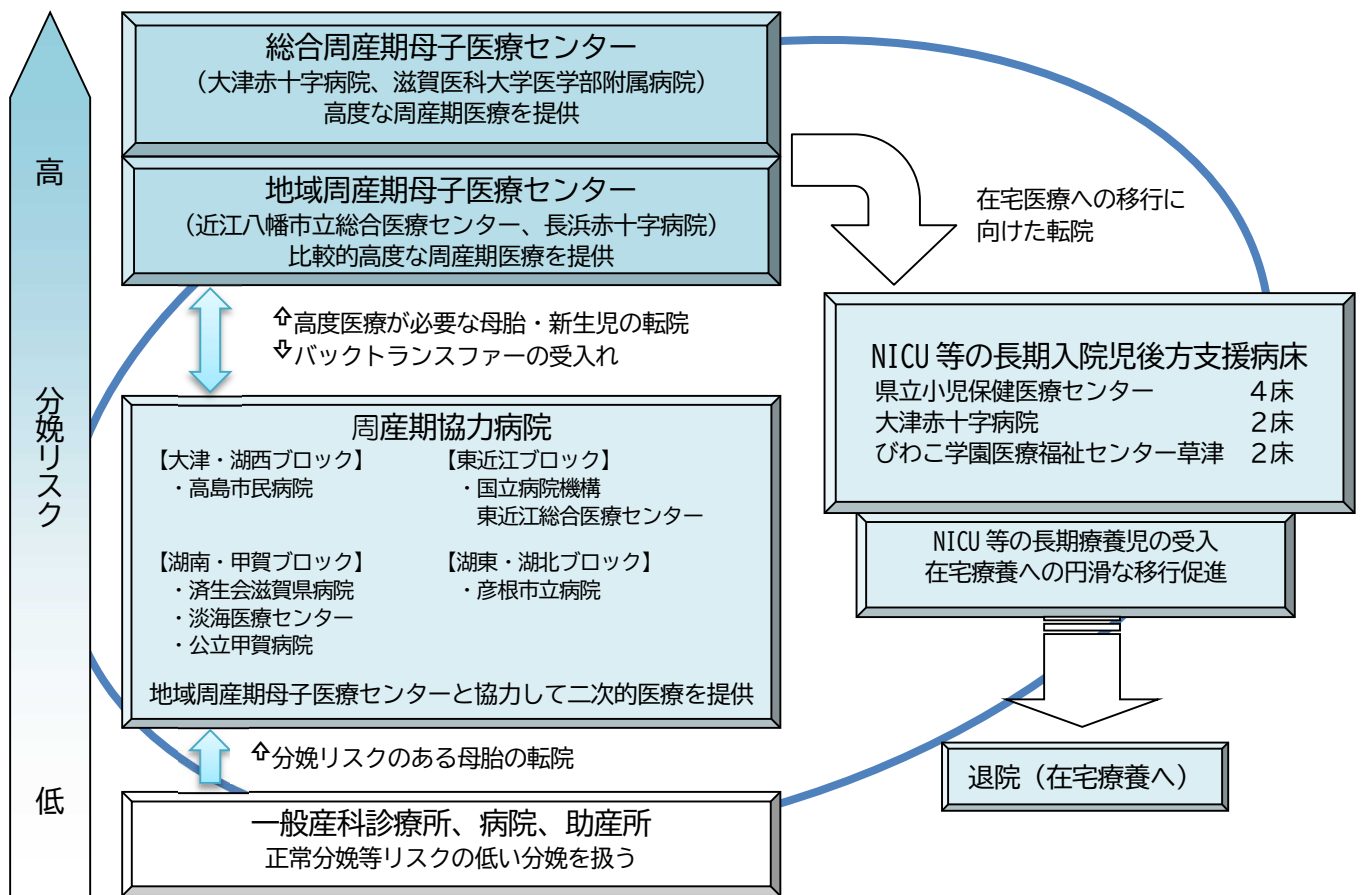 高
分娩リスク
低
総合周産期母子医療センター
（大津赤十字病院、滋賀医科大学医学部附属病院）
高度な周産期医療を提供
地域周産期母子医療センター
（近江八幡市立総合医療センター、長浜赤十字病院）
比較的高度な周産期医療を提供
⇧高度医療が必要な母胎・新生児の転院
⇩バックトランスファーの受入れ
周産期協力病院
【大津・湖西ブロック】
・高島市民病院
【東近江ブロック】
・国立病院機構
東近江総合医療センター
【湖南・甲賀ブロック】
・済生会滋賀県病院
・淡海医療センター
・公立甲賀病院
【湖東・湖北ブロック】
・彦根市立病院
地域周産期母子医療センターと協力して二次的医療を提供
⇧分娩リスクのある母胎の転院
一般産科診療所、病院、助産所
正常分娩等リスクの低い分娩を扱う
在宅医療への移行に
向けた転院
NICU 等の長期入院児後方支援病床
県立小児保健医療センター　４床
大津赤十字病院　２床
びわこ学園医療福祉センター草津　２床
NICU 等の長期療養児の受入
在宅療養への円滑な移行促進
退院（在宅療養へ）